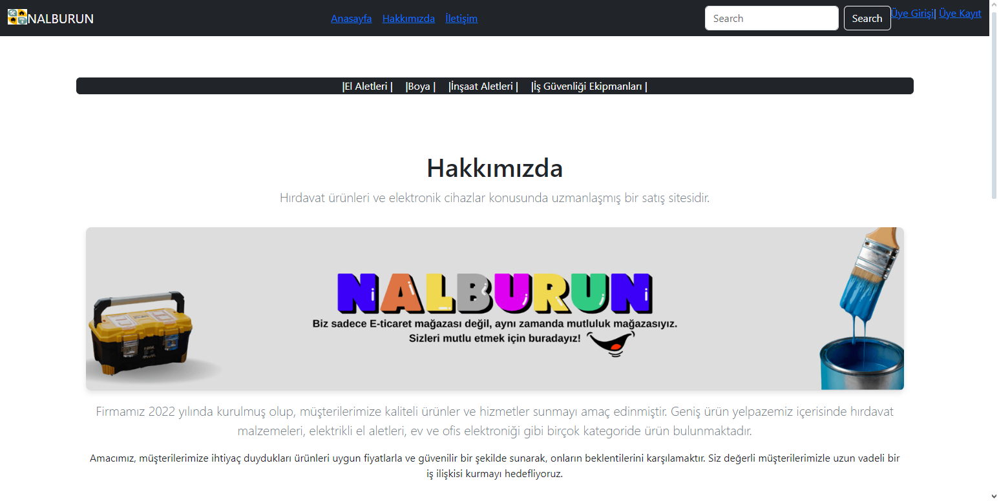 NALBURUN
Anasayfa Hakkımızda İletişim
Search
Search
Üye Girişi| Üye Kayıt
|El Aletleri | |Boya | |İnşaat Aletleri | |İş Güvenliği Ekipmanları |
Hakkımızda
Hırdavat ürünleri ve elektronik cihazlar konusunda uzmanlaşmış bir satış sitesidir.
NALBURUN
Biz sadece E-ticaret mağazası değil, aynı zamanda mutluluk mağazasıyız.
Sizleri mutlu etmek için buradayız!
Firmamız 2022 yılında kurulmuş olup, müşterilerimize kaliteli ürünler ve hizmetler sunmayı amaç edinmiştir. Geniş ürün yelpazemiz içerisinde hırdavat
malzemeleri, elektrikli el aletleri, ev ve ofis elektroniği gibi birçok kategoride ürün bulunmaktadır.
Amacımız, müşterilerimize ihtiyaç duydukları ürünleri uygun fiyatlarla ve güvenilir bir şekilde sunarak, onların beklentilerini karşılamaktır. Siz değerli müşterilerimizle uzun vadeli bir
iş ilişkisi kurmayı hedefliyoruz.